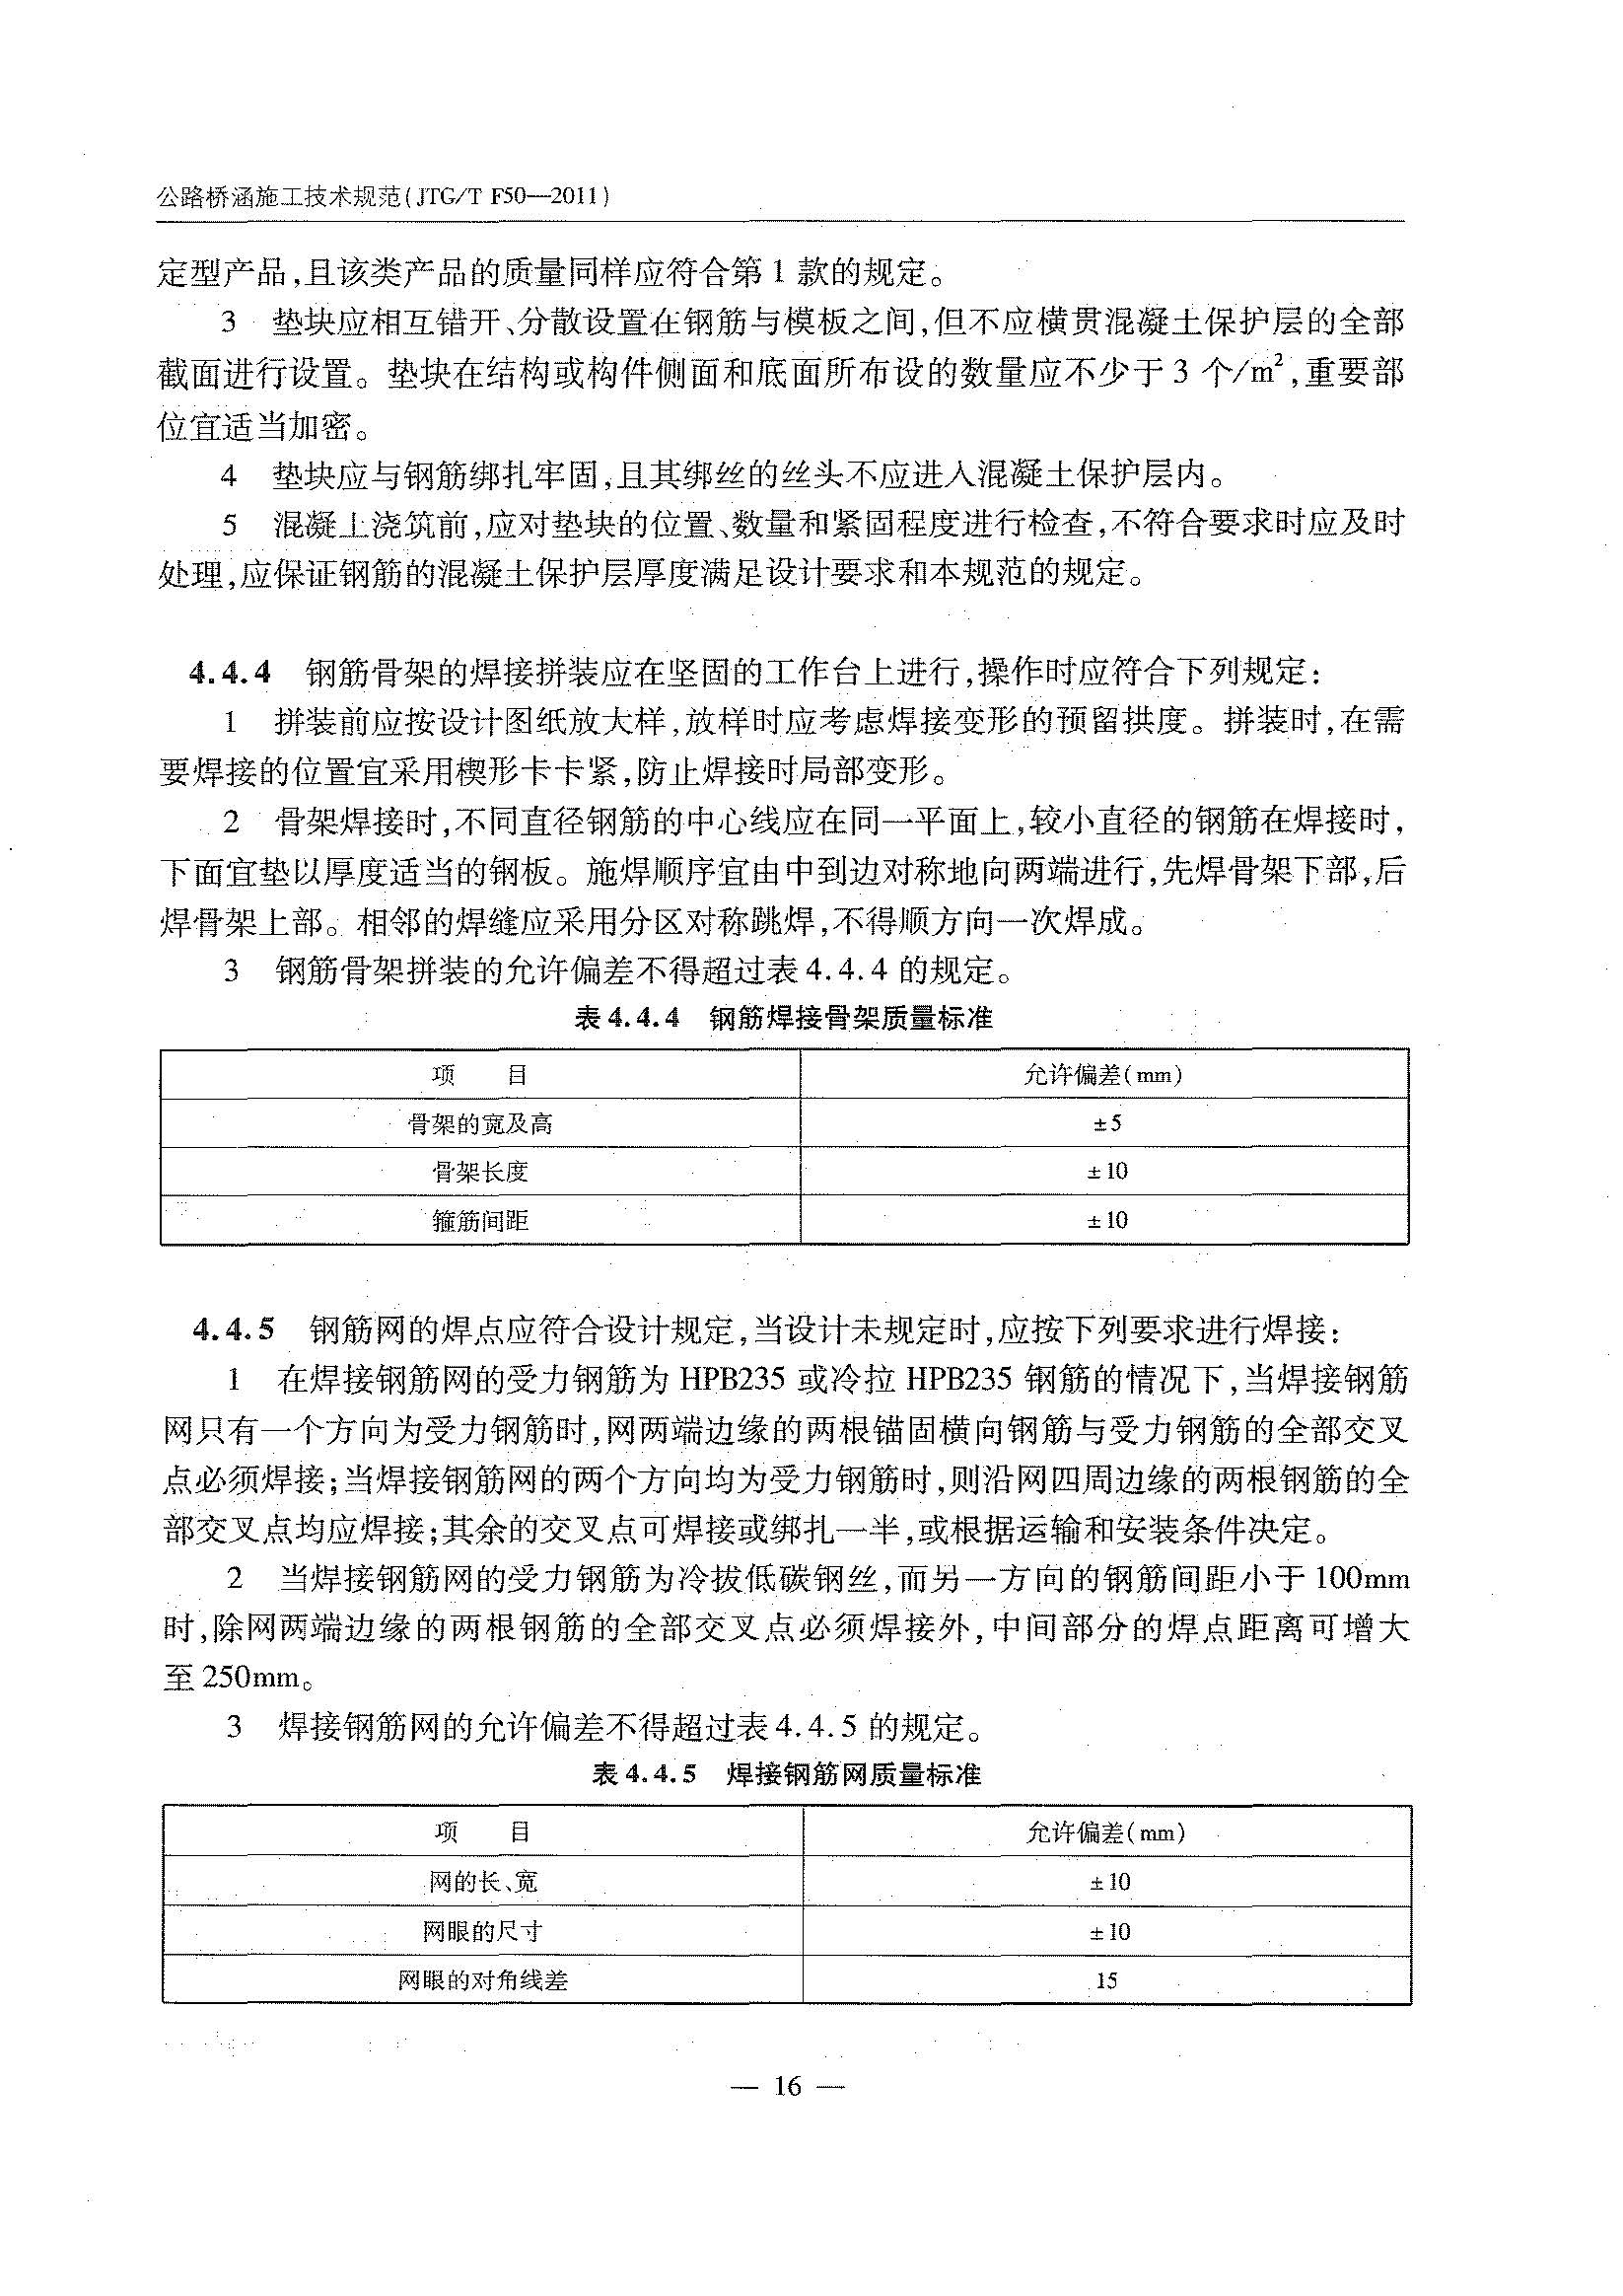 公路桥涵施工技术规范(JTG/T F50—2011)
定型产品,且该类产品的质量同样应符合第1款的规定。
3 垫块应相互错开、分散设置在钢筋与模板之间,但不应横贯混凝土保护层的全部
截面进行设置。垫块在结构或构件侧面和底面所布设的数量应不少于3个/m²,重要部
位宜适当加密。
4 垫块应与钢筋绑扎牢固,且其绑丝的丝头不应进入混凝土保护层内。
5 混凝土浇筑前,应对垫块的位置、数量和紧固程度进行检查,不符合要求时应及时
处理,应保证钢筋的混凝土保护层厚度满足设计要求和本规范的规定。
4.4.4 钢筋骨架的焊接拼装应在坚固的工作台上进行,操作时应符合下列规定:
1 拼装前应按设计图纸放大样,放样时应考虑焊接变形的预留拱度。拼装时,在需
要焊接的位置宜采用楔形卡卡紧,防止焊接时局部变形。
2 骨架焊接时,不同直径钢筋的中心线应在同一平面上,较小直径的钢筋在焊接时,
下面宜垫以厚度适当的钢板。施焊顺序宜由中到边对称地向两端进行,先焊骨架下部,后
焊骨架上部。相邻的焊缝应采用分区对称跳焊,不得顺方向一次焊成。
3 钢筋骨架拼装的允许偏差不得超过表4.4.4的规定。
表4.4.4 钢筋焊接骨架质量标准
项 目 允许偏差(mm)
骨架的宽及高 ±5
骨架长度 ±10
箍筋间距 ±10
4.4.5 钢筋网的焊点应符合设计规定,当设计未规定时,应按下列要求进行焊接:
1 在焊接钢筋网的受力钢筋为 HPB235 或冷拉 HPB235 钢筋的情况下,当焊接钢筋
网只有一个方向为受力钢筋时,网两端边缘的两根锚固横向钢筋与受力钢筋的全部交叉
点必须焊接;当焊接钢筋网的两个方向均为受力钢筋时,则沿网四周边缘的两根钢筋的全
部交叉点均应焊接;其余的交叉点可焊接或绑扎一半,或根据运输和安装条件决定。
2 当焊接钢筋网的受力钢筋为冷拔低碳钢丝,而另一方向的钢筋间距小于100mm
时,除网两端边缘的两根钢筋的全部交叉点必须焊接外,中间部分的焊点距离可增大
至250mm。
3 焊接钢筋网的允许偏差不得超过表4.4.5的规定。
表4.4.5 焊接钢筋网质量标准
项 目 允许偏差(mm)
网的长、宽 ±10
网眼的尺寸 ±10
网眼的对角线差 15
— 16 —